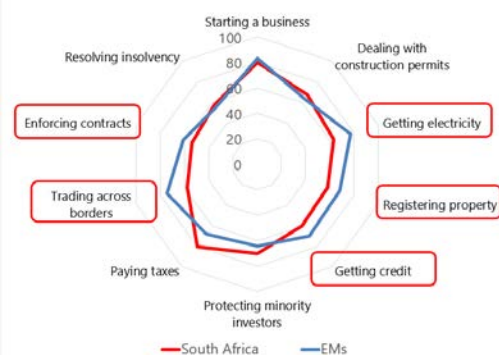 Starting a business
100
80
60
40
20
0
Dealing with
construction permits
Getting electricity
Registering property
Getting credit
Protecting minority
investors
Paying taxes
Trading across
borders
Enforcing contracts
Resolving insolvency
South Africa
EMs